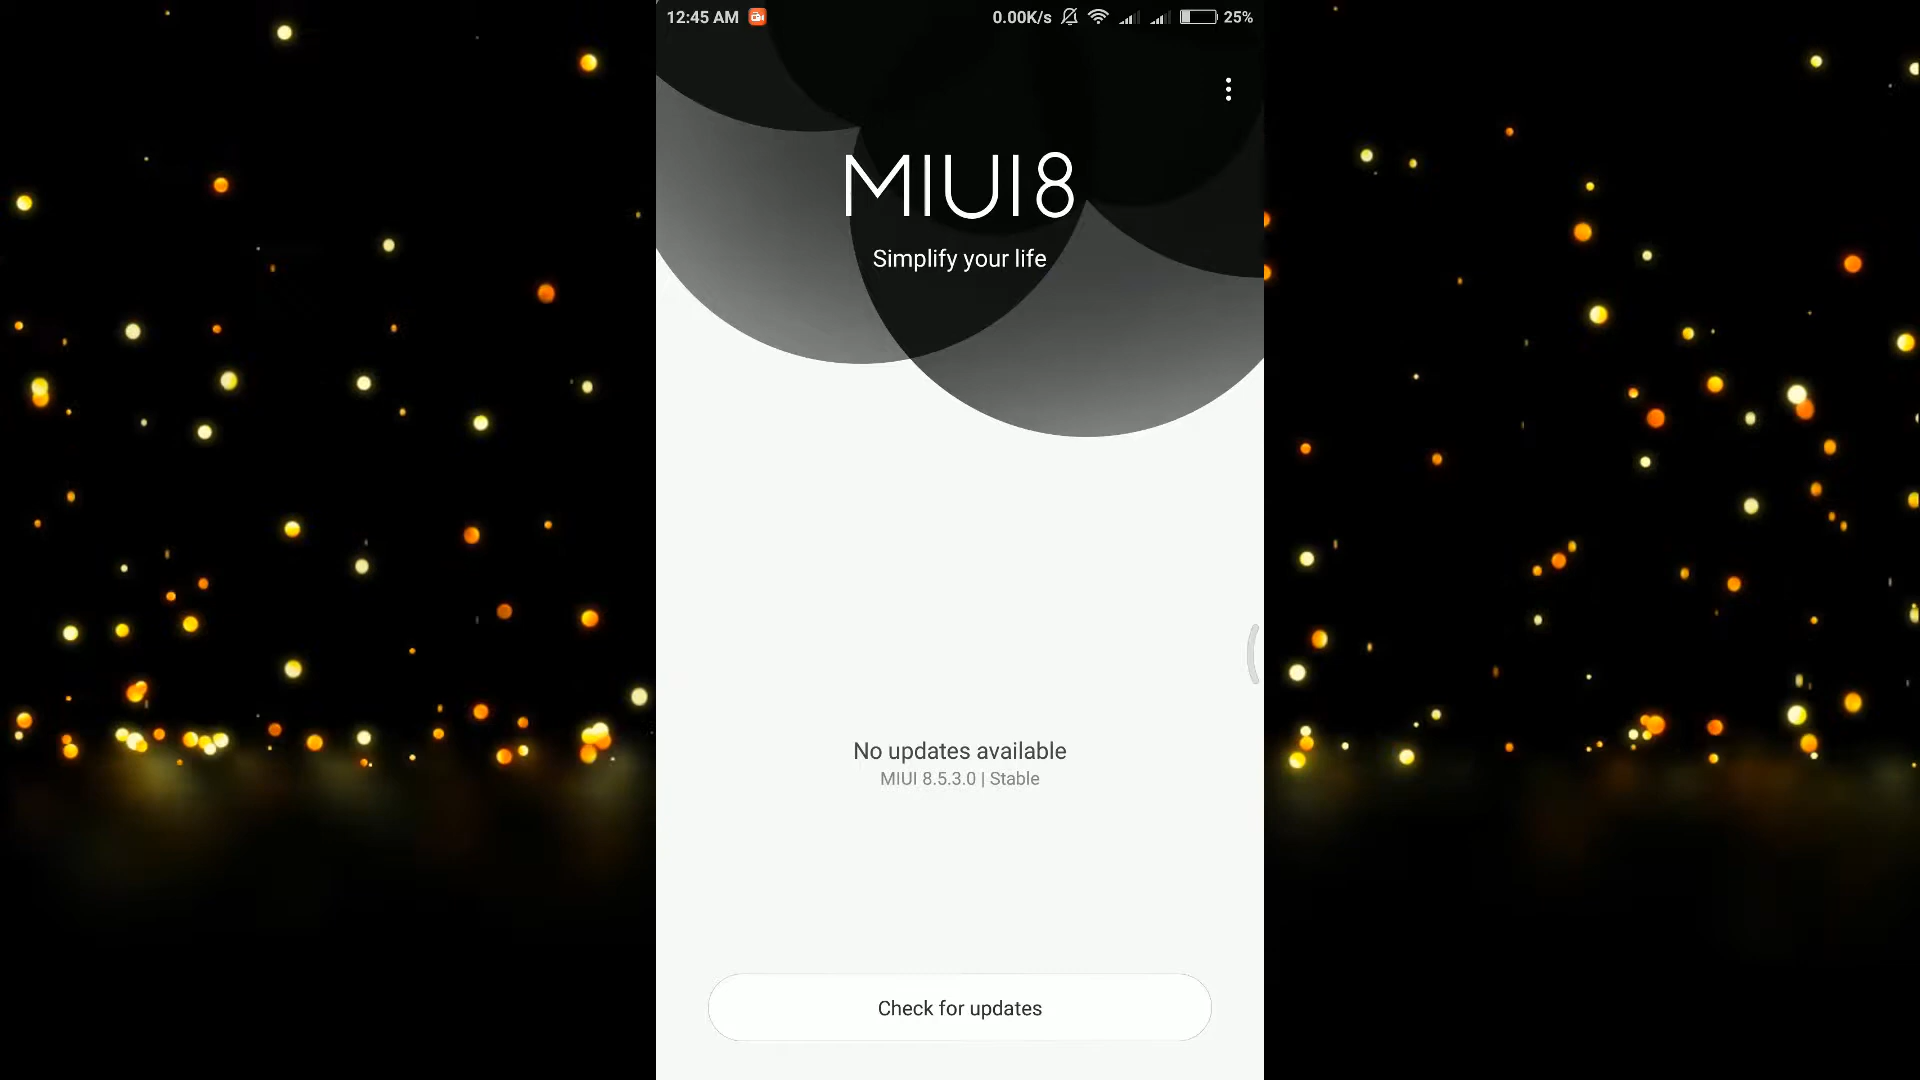 12:45 AM 0.00K/s 25%
MIUI8
Simplify your life
No updates available
MIUI 8.5.3.0 | Stable
Check for updates